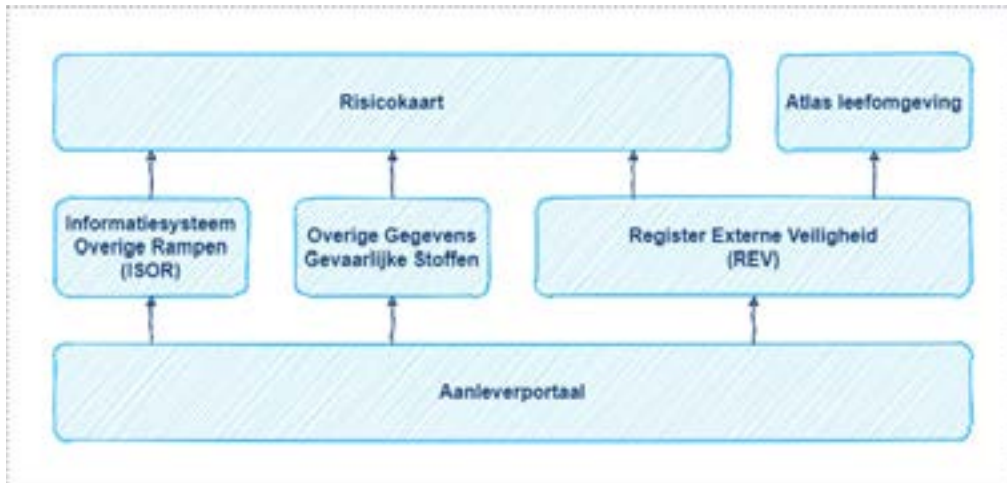 Risicokaart
Atlas leefomgeving
Informatiesysteem
Overige Rampen
(ISOR)
Overige Gegevens
Gevaarlijke Stoffen
Register Externe Veiligheid
(REV)
Aanleverportaal